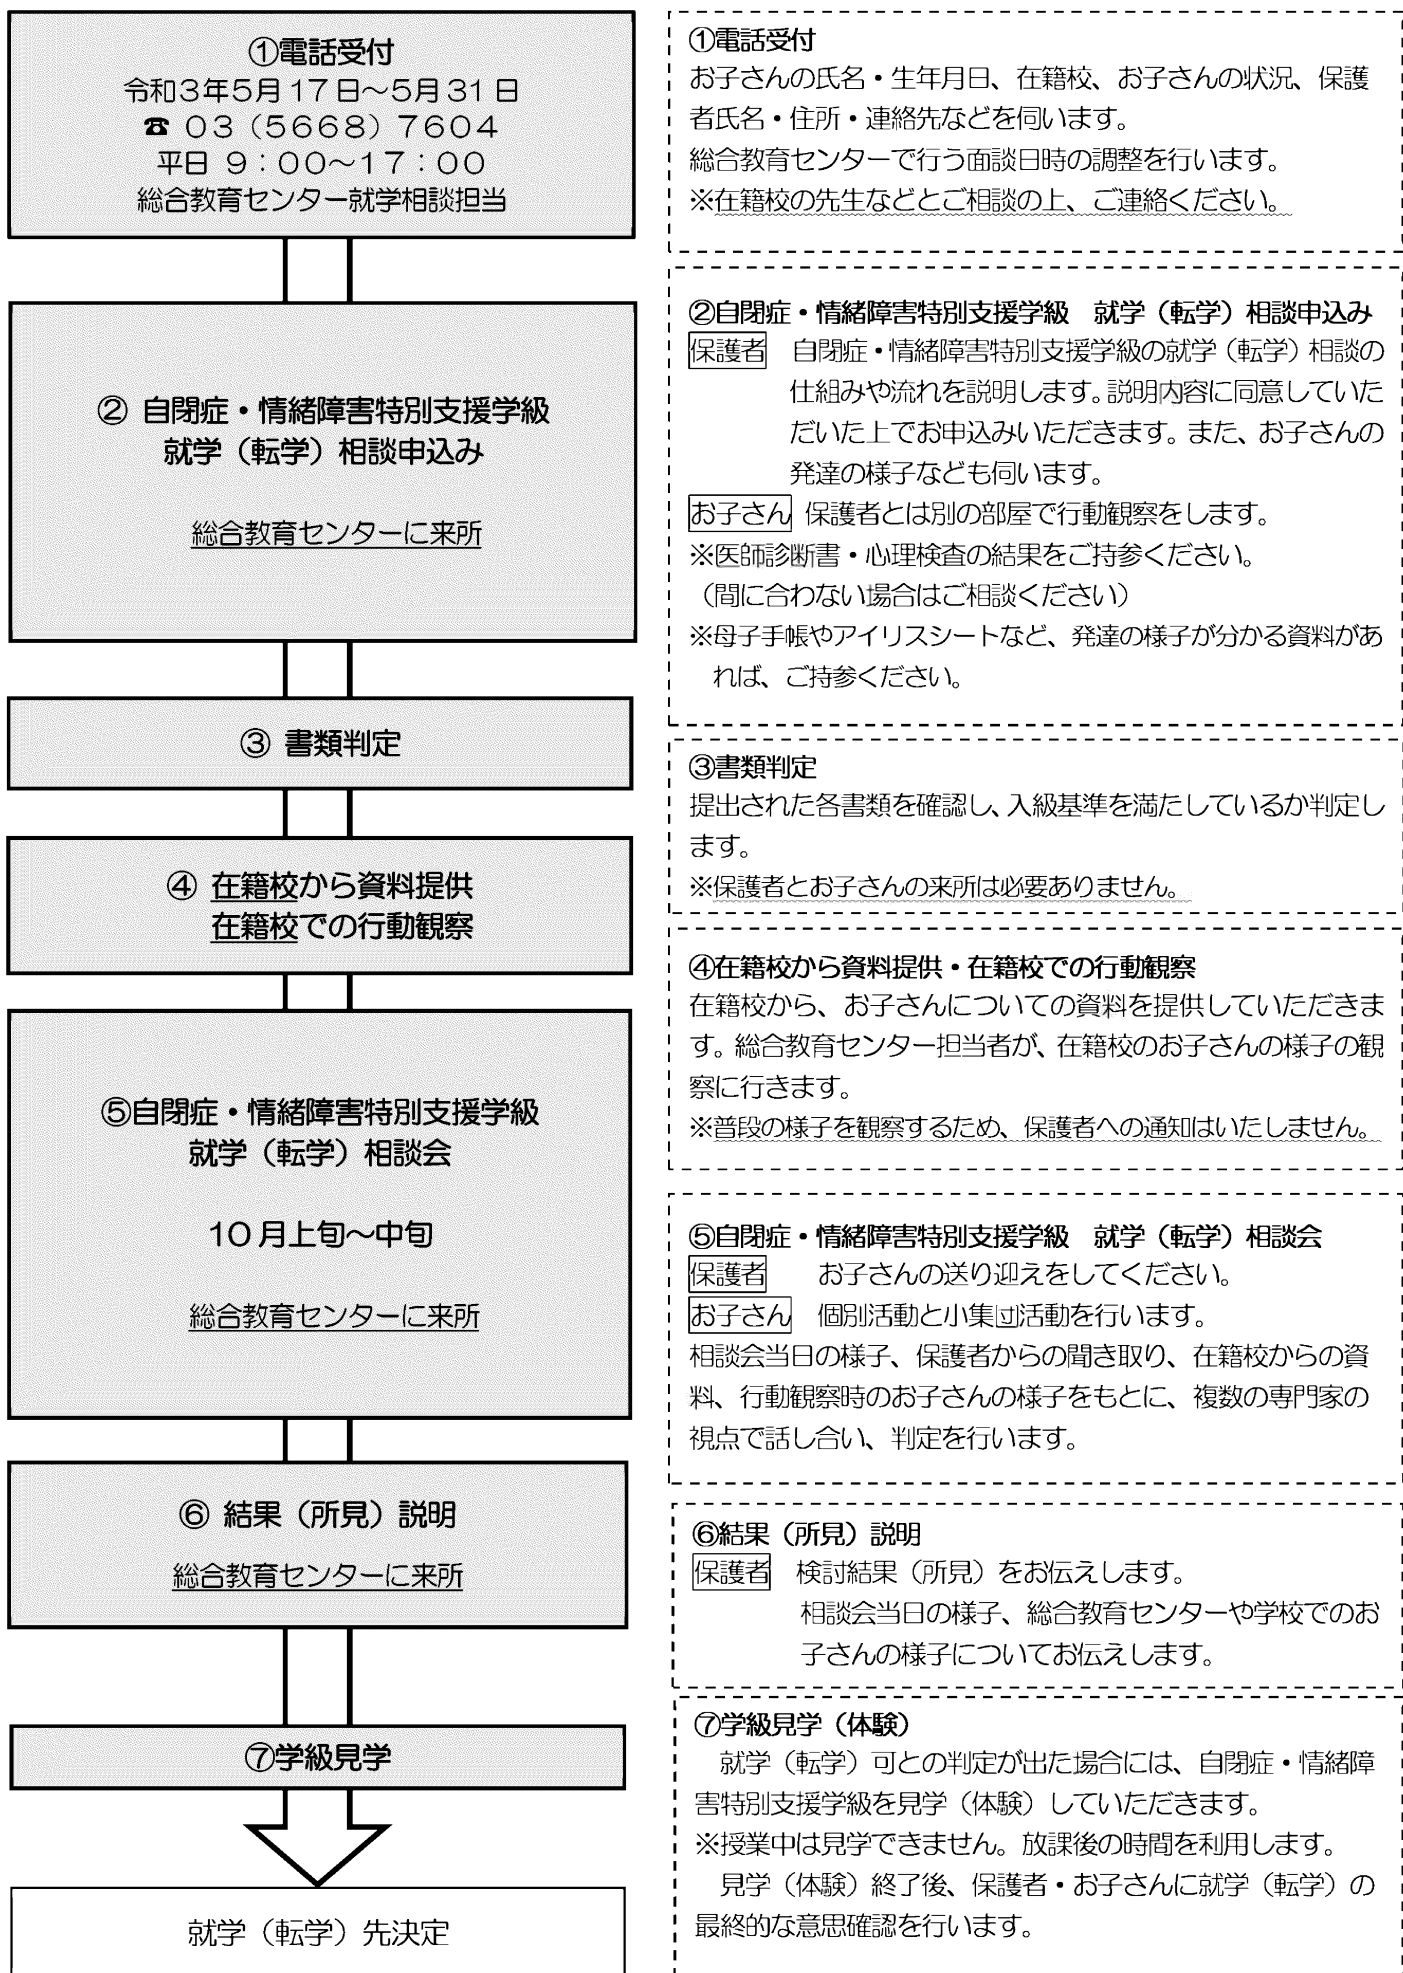 ①電話受付
令和3年5月17日～5月31日
☎ 03（5668）7604
平日 9：00～17：00
総合教育センター就学相談担当
② 自閉症・情緒障害特別支援学級
就学（転学）相談申込み
総合教育センターに来所
③ 書類判定
④ 在籍校から資料提供
在籍校での行動観察
⑤自閉症・情緒障害特別支援学級
就学（転学）相談会
10月上旬～中旬
総合教育センターに来所
⑥ 結果（所見）説明
総合教育センターに来所
⑦学級見学
就学（転学）先決定
①電話受付
お子さんの氏名・生年月日、在籍校、お子さんの状況、保護
者氏名・住所・連絡先などを伺います。
総合教育センターで行う面談日時の調整を行います。
※在籍校の先生などとご相談の上、ご連絡ください。
②自閉症・情緒障害特別支援学級　就学（転学）相談申込み
保護者　自閉症・情緒障害特別支援学級の就学（転学）相談の
仕組みや流れを説明します。説明内容に同意していた
だいた上でお申込みいただきます。また、お子さんの
発達の様子なども伺います。
お子さん 保護者とは別の部屋で行動観察をします。
※医師診断書・心理検査の結果をご持参ください。
（間に合わない場合はご相談ください）
※母子手帳やアイリスシートなど、発達の様子が分かる資料があ
れば、ご持参ください。
③書類判定
提出された各書類を確認し、入級基準を満たしているか判定し
ます。
※保護者とお子さんの来所は必要ありません。
④在籍校から資料提供・在籍校での行動観察
在籍校から、お子さんについての資料を提供していただきま
す。総合教育センター担当者が、在籍校のお子さんの様子の観
察に行きます。
※普段の様子を観察するため、保護者への通知はいたしません。
⑤自閉症・情緒障害特別支援学級　就学（転学）相談会
保護者　お子さんの送り迎えをしてください。
お子さん　個別活動と小集団活動を行います。
相談会当日の様子、保護者からの聞き取り、在籍校からの資
料、行動観察時のお子さんの様子をもとに、複数の専門家の
視点で話し合い、判定を行います。
⑥結果（所見）説明
保護者　検討結果（所見）をお伝えします。
相談会当日の様子、総合教育センターや学校でのお
子さんの様子についてお伝えします。
⑦学級見学（体験）
就学（転学）可との判定が出た場合には、自閉症・情緒障
害特別支援学級を見学（体験）していただきます。
※授業中は見学できません。放課後の時間を利用します。
見学（体験）終了後、保護者・お子さんに就学（転学）の
最終的な意思確認を行います。